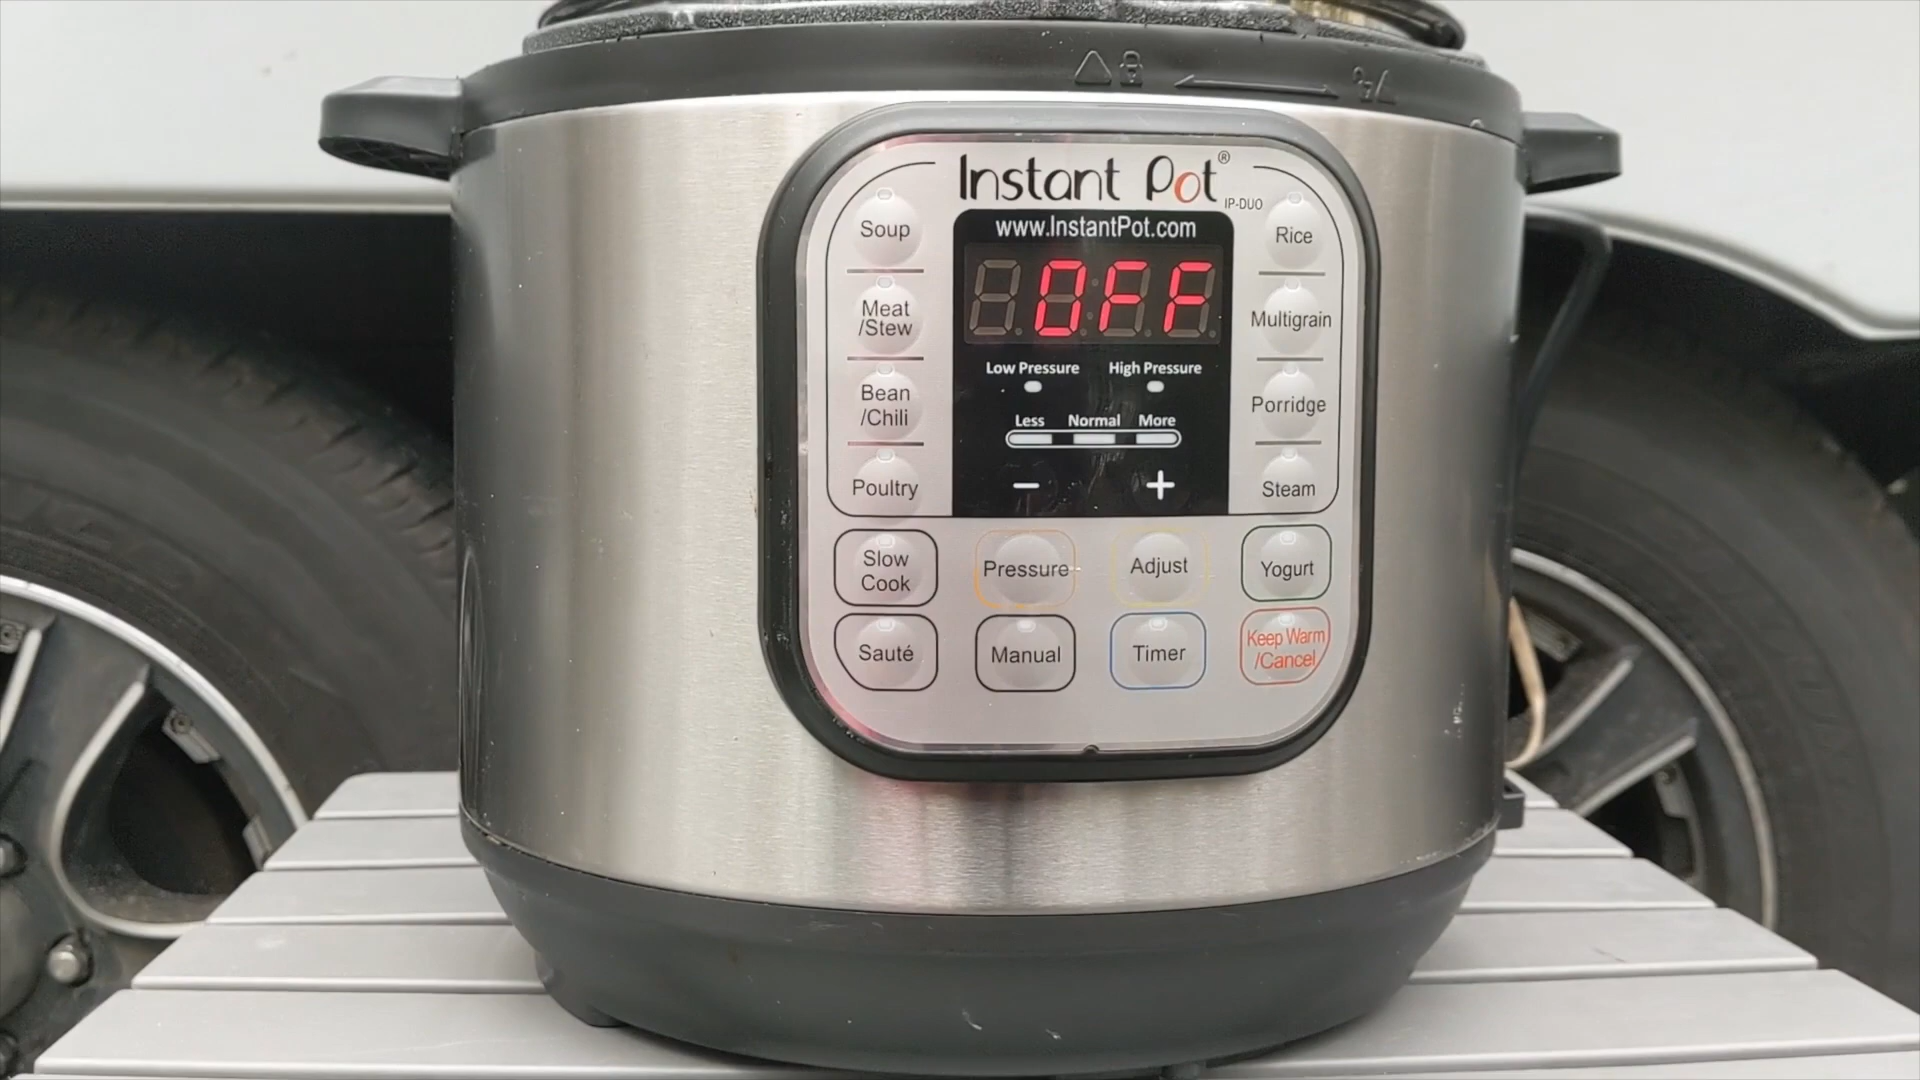 Instant Pot®
IP-DUO
www.InstantPot.com
OFF
Low Pressure High Pressure
Less Normal More
− +
Soup
Meat
/Stew
Bean
/Chili
Poultry
Rice
Multigrain
Porridge
Steam
Slow
Cook
Pressure
Adjust
Yogurt
Sauté
Manual
Timer
Keep Warm
/Cancel